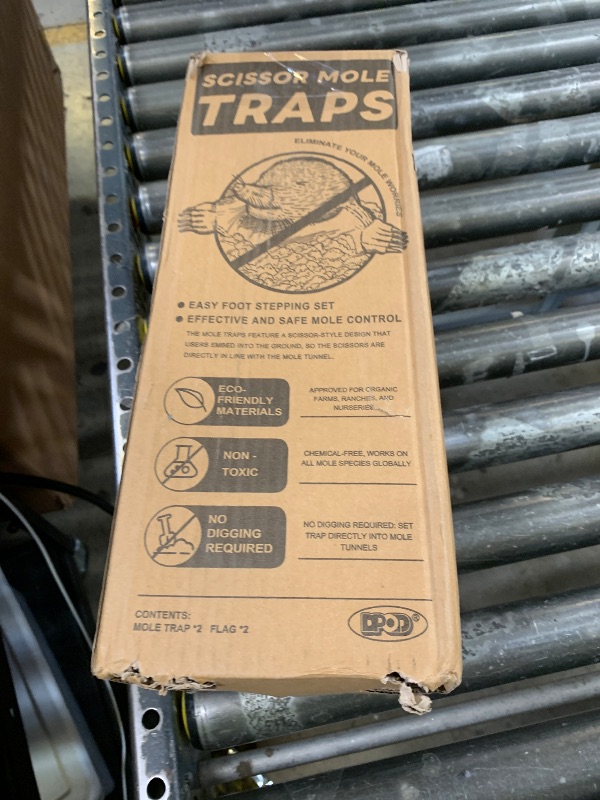 SCISSOR MOLE
TRAPS
ELIMINATE YOUR MOLE WORRIES
● EASY FOOT STEPPING SET
● EFFECTIVE AND SAFE MOLE CONTROL
THE MOLE TRAPS FEATURE A SCISSOR-STYLE DESIGN THAT
USERS EMBED INTO THE GROUND, SO THE SCISSORS ARE
DIRECTLY IN LINE WITH THE MOLE TUNNEL.
ECO-
FRIENDLY
MATERIALS
APPROVED FOR ORGANIC
FARMS, RANCHES, AND
NURSERIES
NON -
TOXIC
CHEMICAL-FREE, WORKS ON
ALL MOLE SPECIES GLOBALLY
NO
DIGGING
REQUIRED
NO DIGGING REQUIRED: SET
TRAP DIRECTLY INTO MOLE
TUNNELS
CONTENTS:
MOLE TRAP *2 FLAG *2
DPOD®